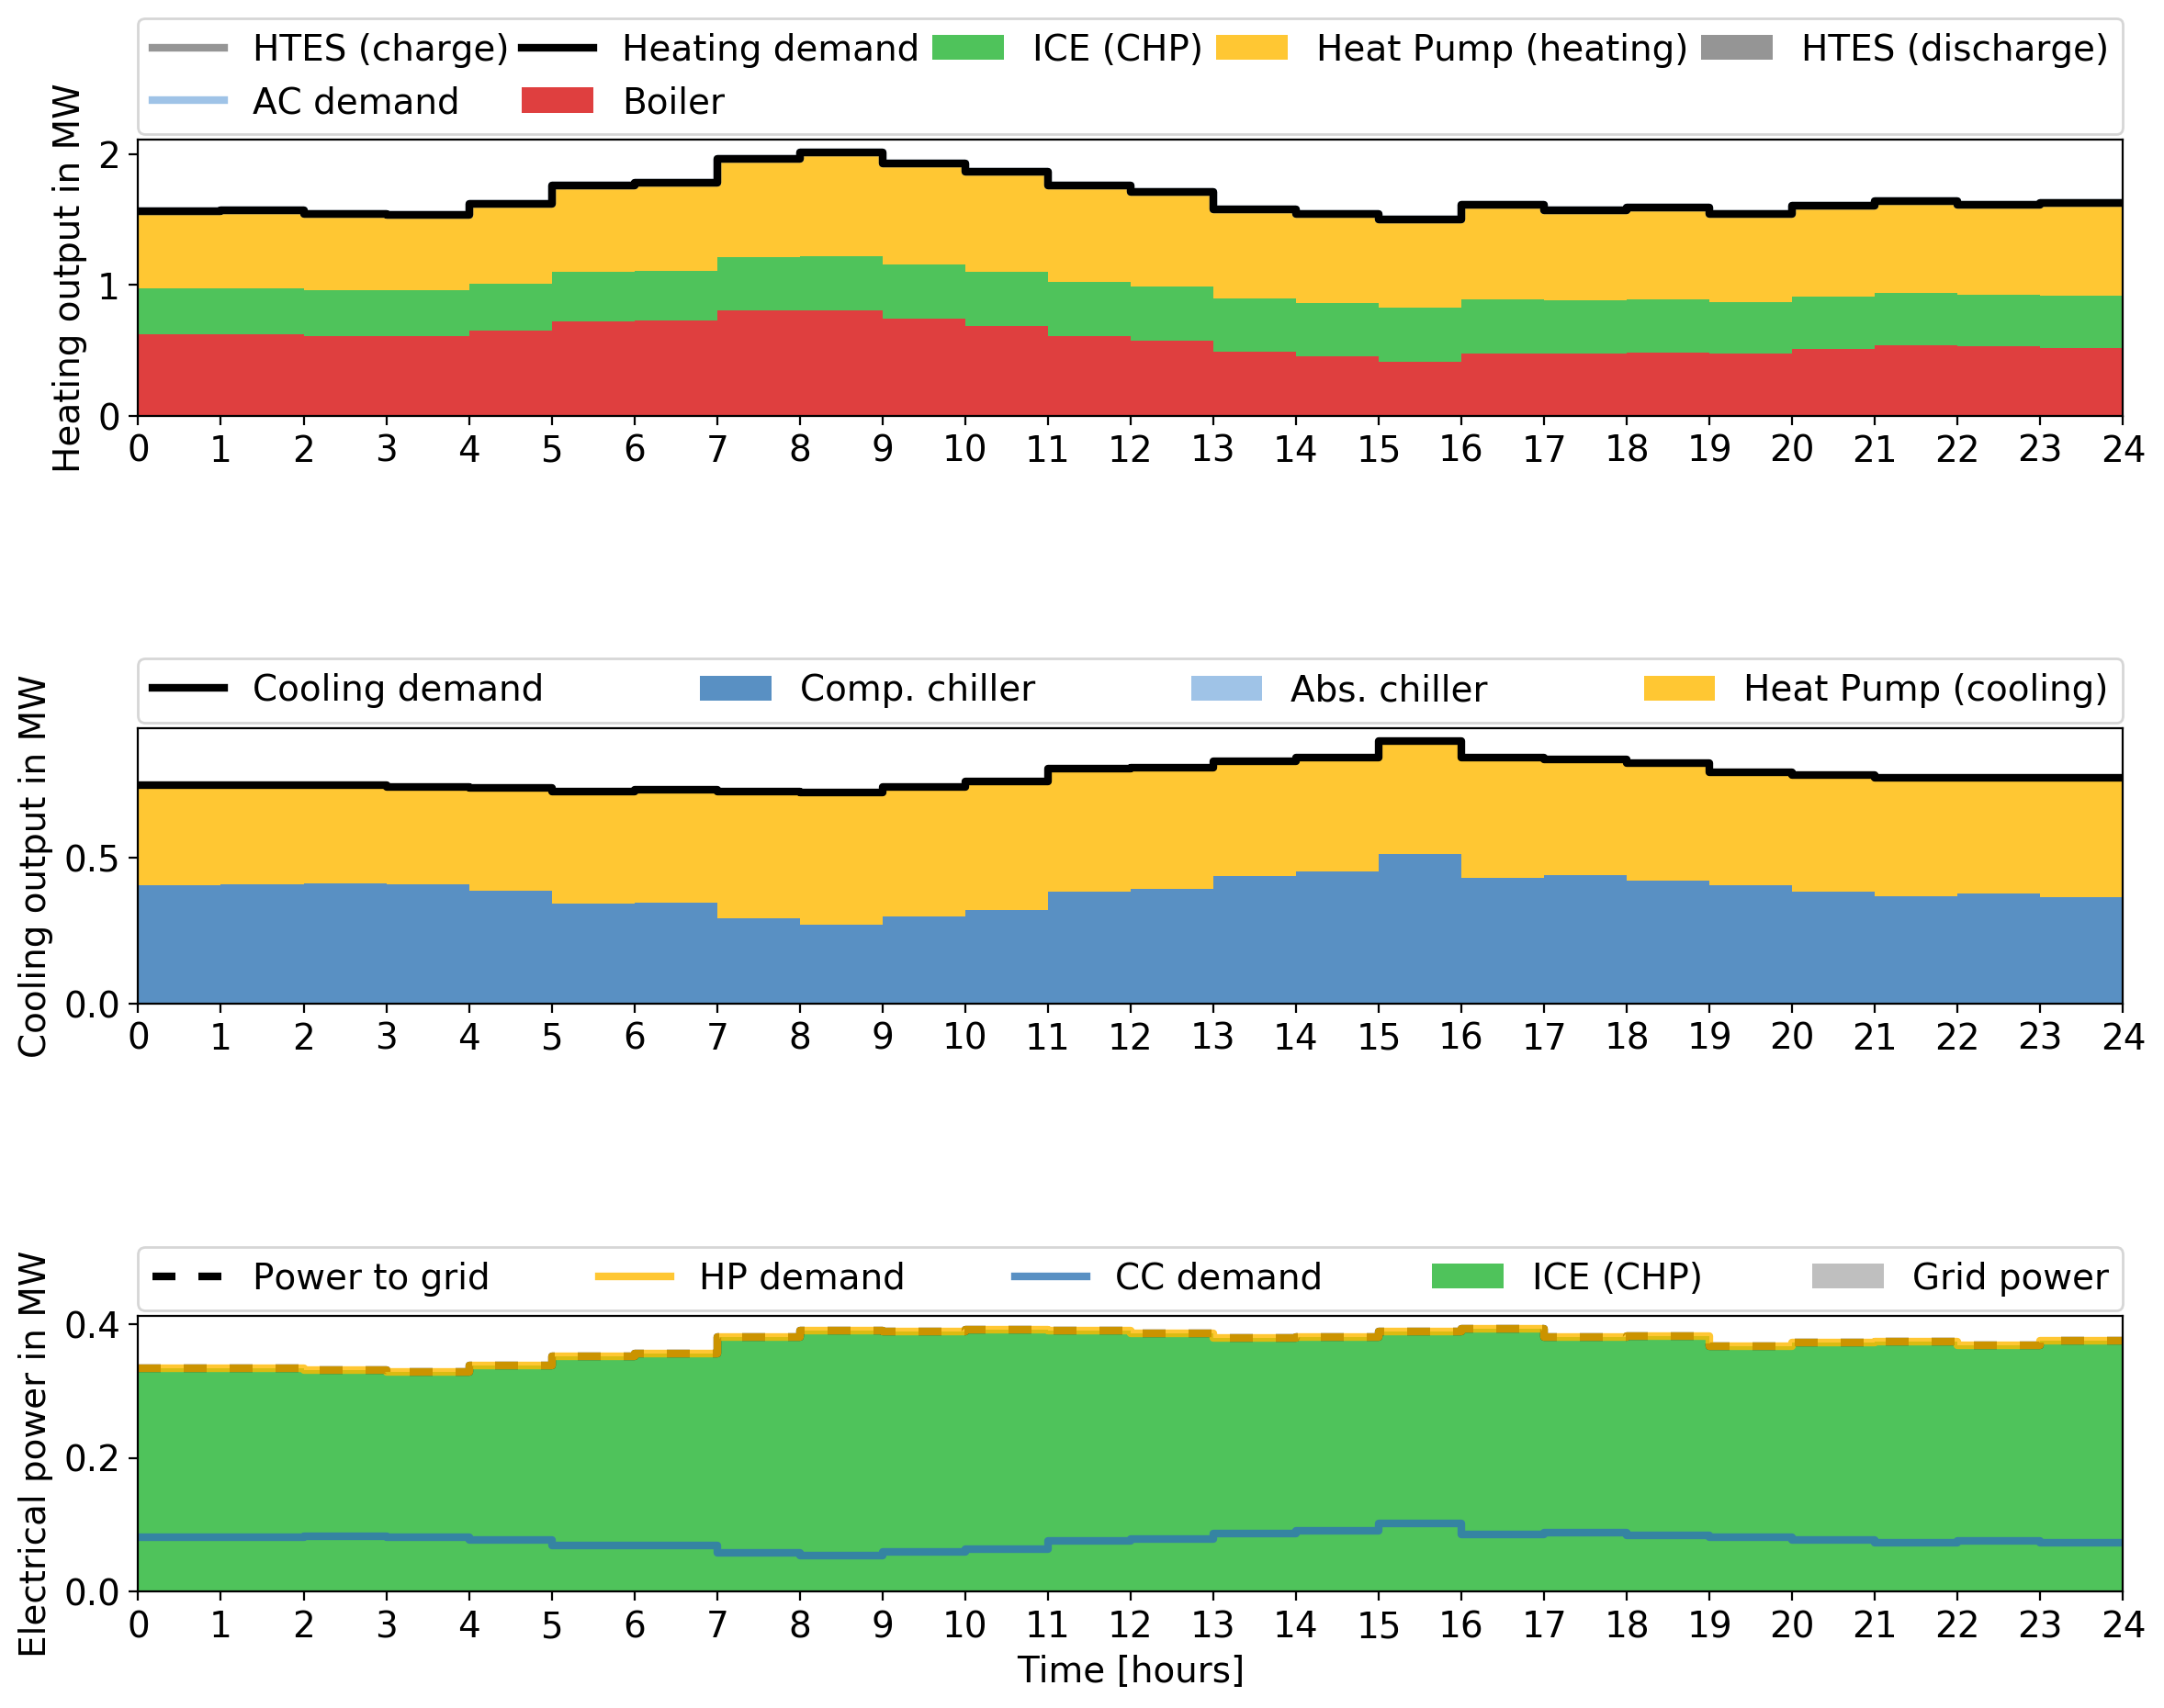 HTES (charge) Heating demand ICE (CHP) Heat Pump (heating) HTES (discharge)
AC demand Boiler
Heating output in MW
2
1
0
0 1 2 3 4 5 6 7 8 9 10 11 12 13 14 15 16 17 18 19 20 21 22 23 24
Cooling demand Comp. chiller Abs. chiller Heat Pump (cooling)
Cooling output in MW
0.5
0.0
0 1 2 3 4 5 6 7 8 9 10 11 12 13 14 15 16 17 18 19 20 21 22 23 24
Power to grid HP demand CC demand ICE (CHP) Grid power
Electrical power in MW
0.4
0.2
0.0
0 1 2 3 4 5 6 7 8 9 10 11 12 13 14 15 16 17 18 19 20 21 22 23 24
Time [hours]